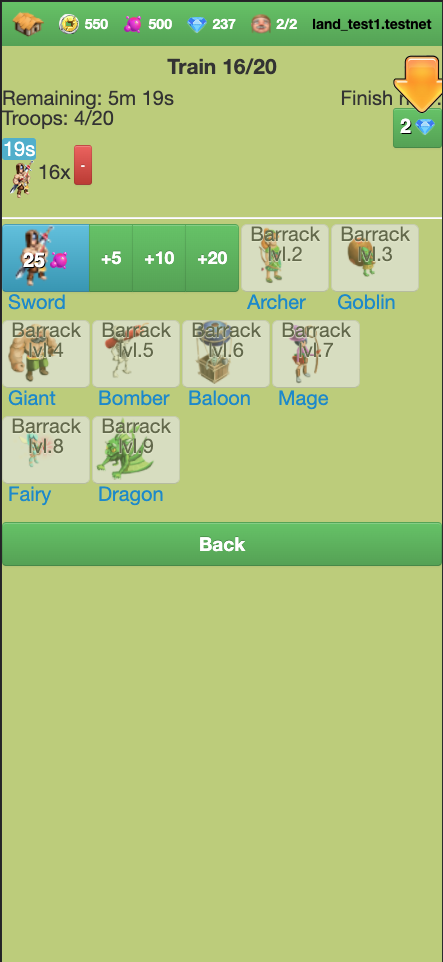 550 500 237 2/2 land_test1.testnet
Train 16/20
Remaining: 5m 19s
Finish
Troops: 4/20
2
19s
16x
-
25 +5 +10 +20
Barrack lvl.2
Barrack lvl.3
Sword Archer Goblin
Barrack lvl.4
Barrack lvl.5
Barrack lvl.6
Barrack lvl.7
Giant Bomber Baloon Mage
Barrack lvl.8
Barrack lvl.9
Fairy Dragon
Back